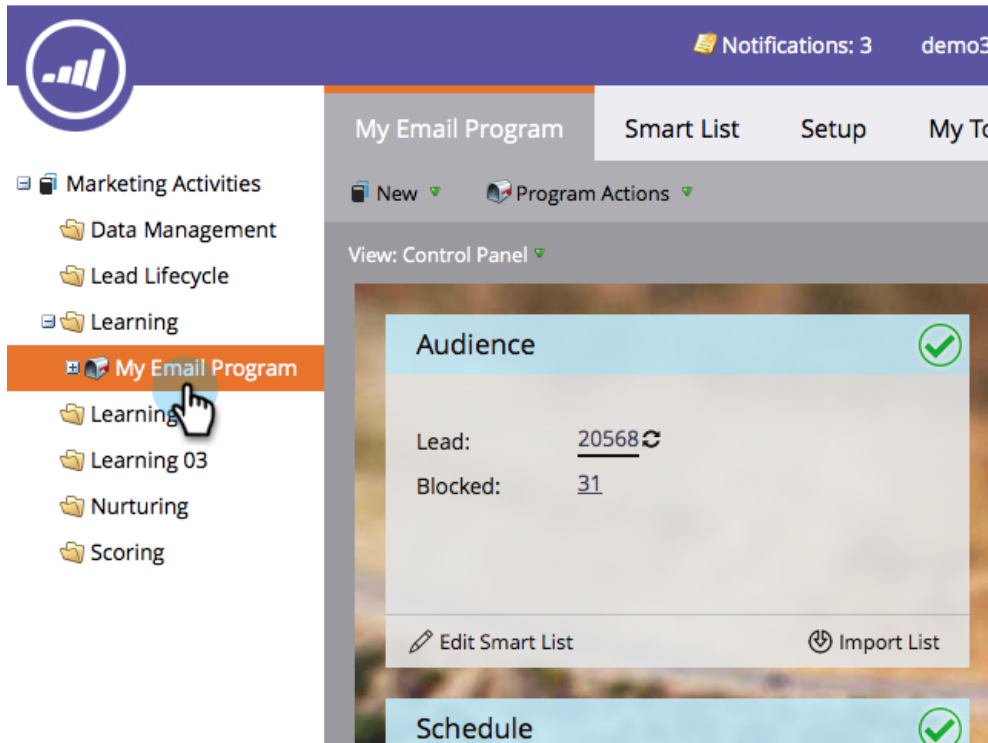 Notifications: 3 demo3
My Email Program Smart List Setup My To
Marketing Activities
Data Management
Lead Lifecycle
Learning
My Email Program
Learning
Learning 03
Nurturing
Scoring
New Program Actions
View: Control Panel
Audience
Lead: 20568
Blocked: 31
Edit Smart List Import List
Schedule